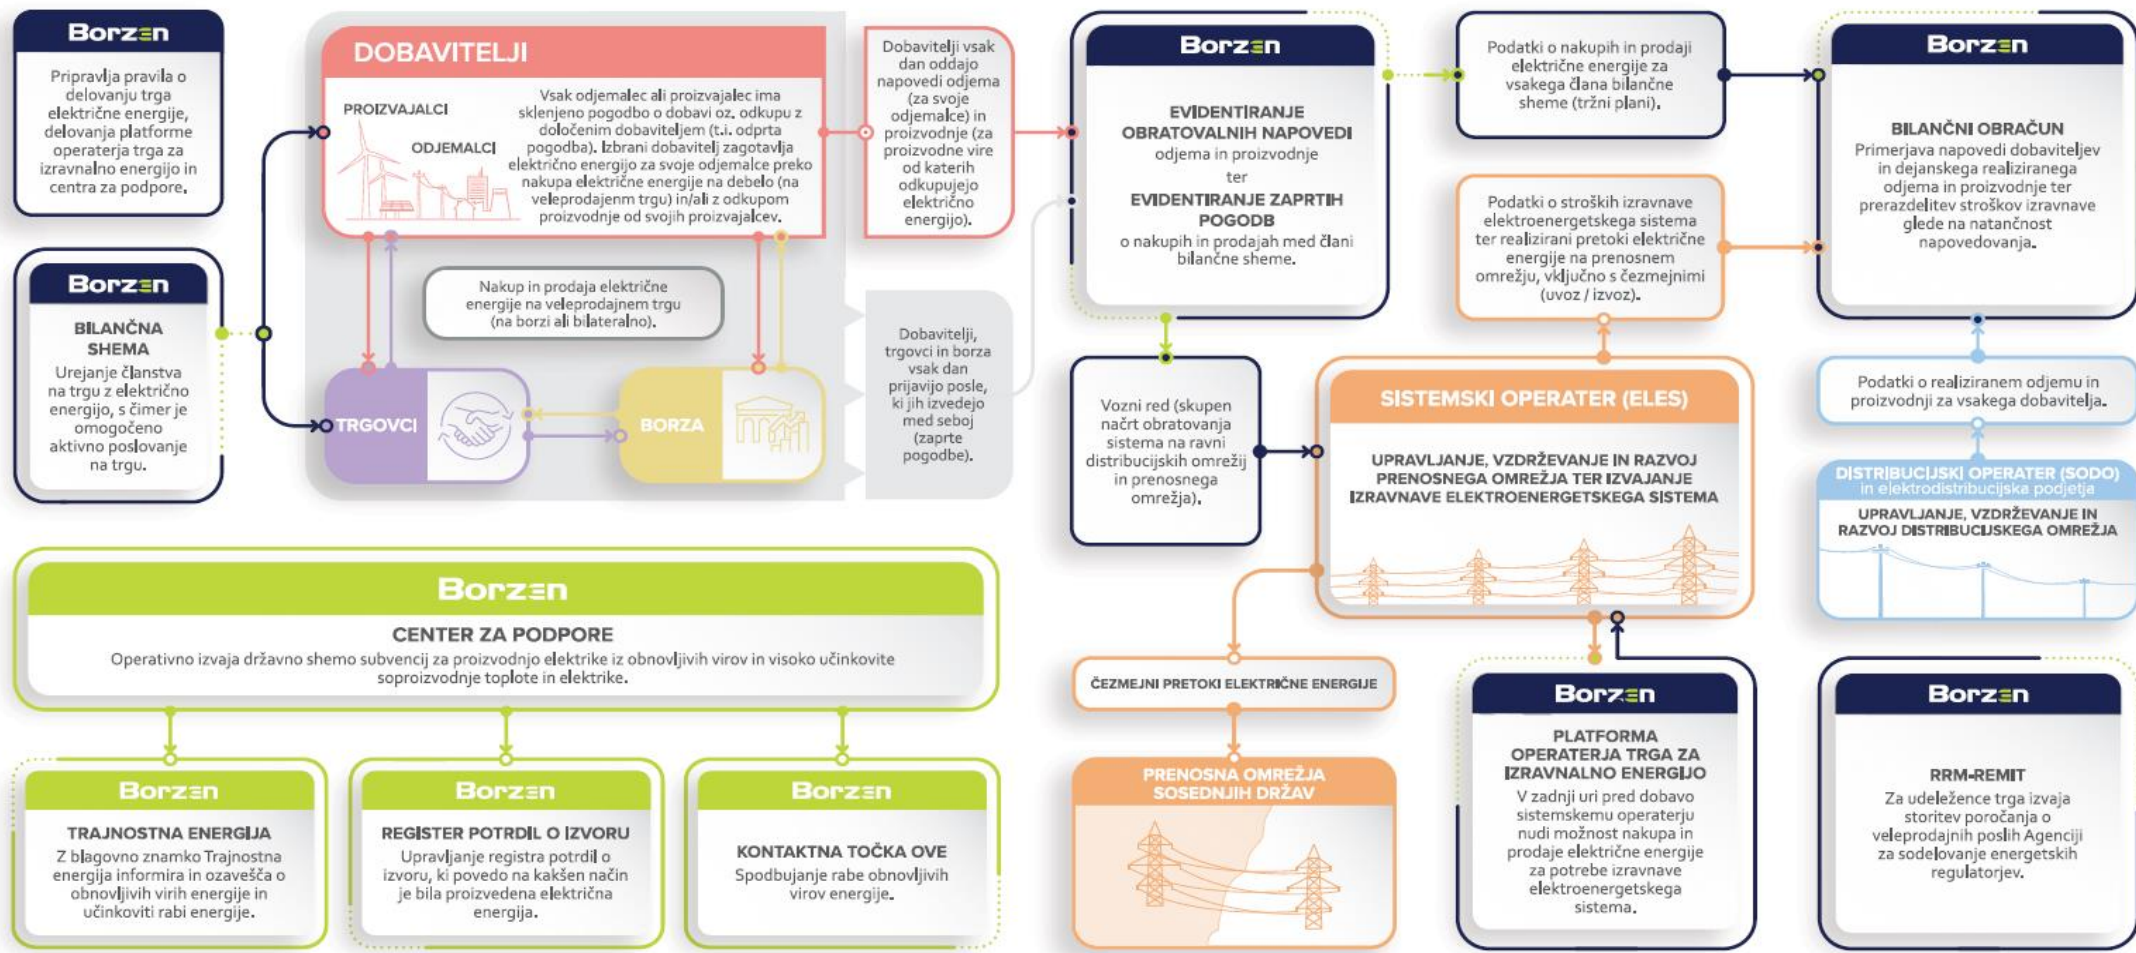 Borzen
Pripravlja pravila o
delovanju trga
električne energije,
delovanja platforme
operaterja trga za
izravnalno energijo in
centra za podpore.
Borzen
BILANČNA
SHEMA
Urejanje članstva
na trgu z električno
energijo, s čimer je
omogočeno
aktivno poslovanje
na trgu.
DOBAVITELJI
PROIZVAJALCI
ODJEMALCI
Vsak odjemalec ali proizvajalec ima
sklenjeno pogodbo o dobavi oz. odkupu z
določenim dobaviteljem (t.i. odprta
pogodba). Izbrani dobavitelj zagotavlja
električno energijo za svoje odjemalce preko
nakupa električne energije na debelo (na
veleprodajenm trgu) in/ali z odkupom
proizvodnje od svojih proizvajalcev.
Nakup in prodaja električne
energije na veleprodajnem trgu
(na borzi ali bilateralno).
TRGOVCI
BORZA
Dobavitelji vsak
dan oddajo
napovedi odjema
(za svoje
odjemalce) in
proizvodnje (za
proizvodne vire
od katerih
odkupujejo
električno
energijo).
Dobavitelji,
trgovci in borza
vsak dan
prijavijo posle,
ki jih izvedejo
med seboj
(zaprte
pogodbe).
Borzen
EVIDENTIRANJE
OBRATOVALNIH NAPOVEDI
odjema in proizvodnje
ter
EVIDENTIRANJE ZAPRTIH
POGODB
o nakupih in prodajah med člani
bilančne sheme.
Podatki o nakupih in prodaji
električne energije za
vsakega člana bilančne
sheme (tržni plani).
Borzen
BILANČNI OBRAČUN
Primerjava napovedi dobaviteljev
in dejanskega realiziranega
odjema in proizvodnje ter
prerazdelitev stroškov izravnave
glede na natančnost
napovedovanja.
Podatki o stroških izravnave
elektroenergetskega sistema
ter realizirani pretoki električne
energije na prenosnem
omrežju, vključno s čezmejnimi
(uvoz / izvoz).
Vozni red (skupen
načrt obratovanja
sistema na ravni
distribucijskih omrežij
in prenosnega
omrežja).
SISTEMSKI OPERATER (ELES)
UPRAVLJANJE, VZDRŽEVANJE IN RAZVOJ
PRENOSNEGA OMREŽJA TER IZVAJANJE
IZRAVNAVE ELEKTROENERGETSKEGA SISTEMA
Podatki o realiziranem odjemu in
proizvodnji za vsakega dobavitelja.
DISTRIBUCIJSKI OPERATER (SODO)
in elektrodistribucijska podjetja
UPRAVLJANJE, VZDRŽEVANJE IN
RAZVOJ DISTRIBUCIJSKEGA OMREŽJA
Borzen
CENTER ZA PODPORE
Operativno izvaja državno shemo subvencij za proizvodnjo elektrike iz obnovljivih virov in visoko učinkovite
soproizvodnje toplote in elektrike.
Borzen
TRAJNOSTNA ENERGIJA
Z blagovno znamko Trajnostna
energija informira in ozavešča o
obnovljivih virih energije in
učinkoviti rabi energije.
Borzen
REGISTER POTRDIL O IZVORU
Upravljanje registra potrdil o
izvoru, ki povedo na kakšen način
je bila proizvedena električna
energija.
Borzen
KONTAKTNA TOČKA OVE
Spodbujanje rabe obnovljivih
virov energije.
ČEZMEJNI PRETOKI ELEKTRIČNE ENERGIJE
PRENOSNA OMREŽJA
SOSEDNJIH DRŽAV
Borzen
PLATFORMA
OPERATERJA TRGA ZA
IZRAVNALNO ENERGIJO
V zadnji uri pred dobavo
sistemskemu operaterju
nudi možnost nakupa in
prodaje električne energije
za potrebe izravnave
elektroenergetskega
sistema.
Borzen
RRM-REMIT
Za udeležence trga izvaja
storitev poročanja o
veleprodajnih poslih Agenciji
za sodelovanje energetskih
regulatorjev.